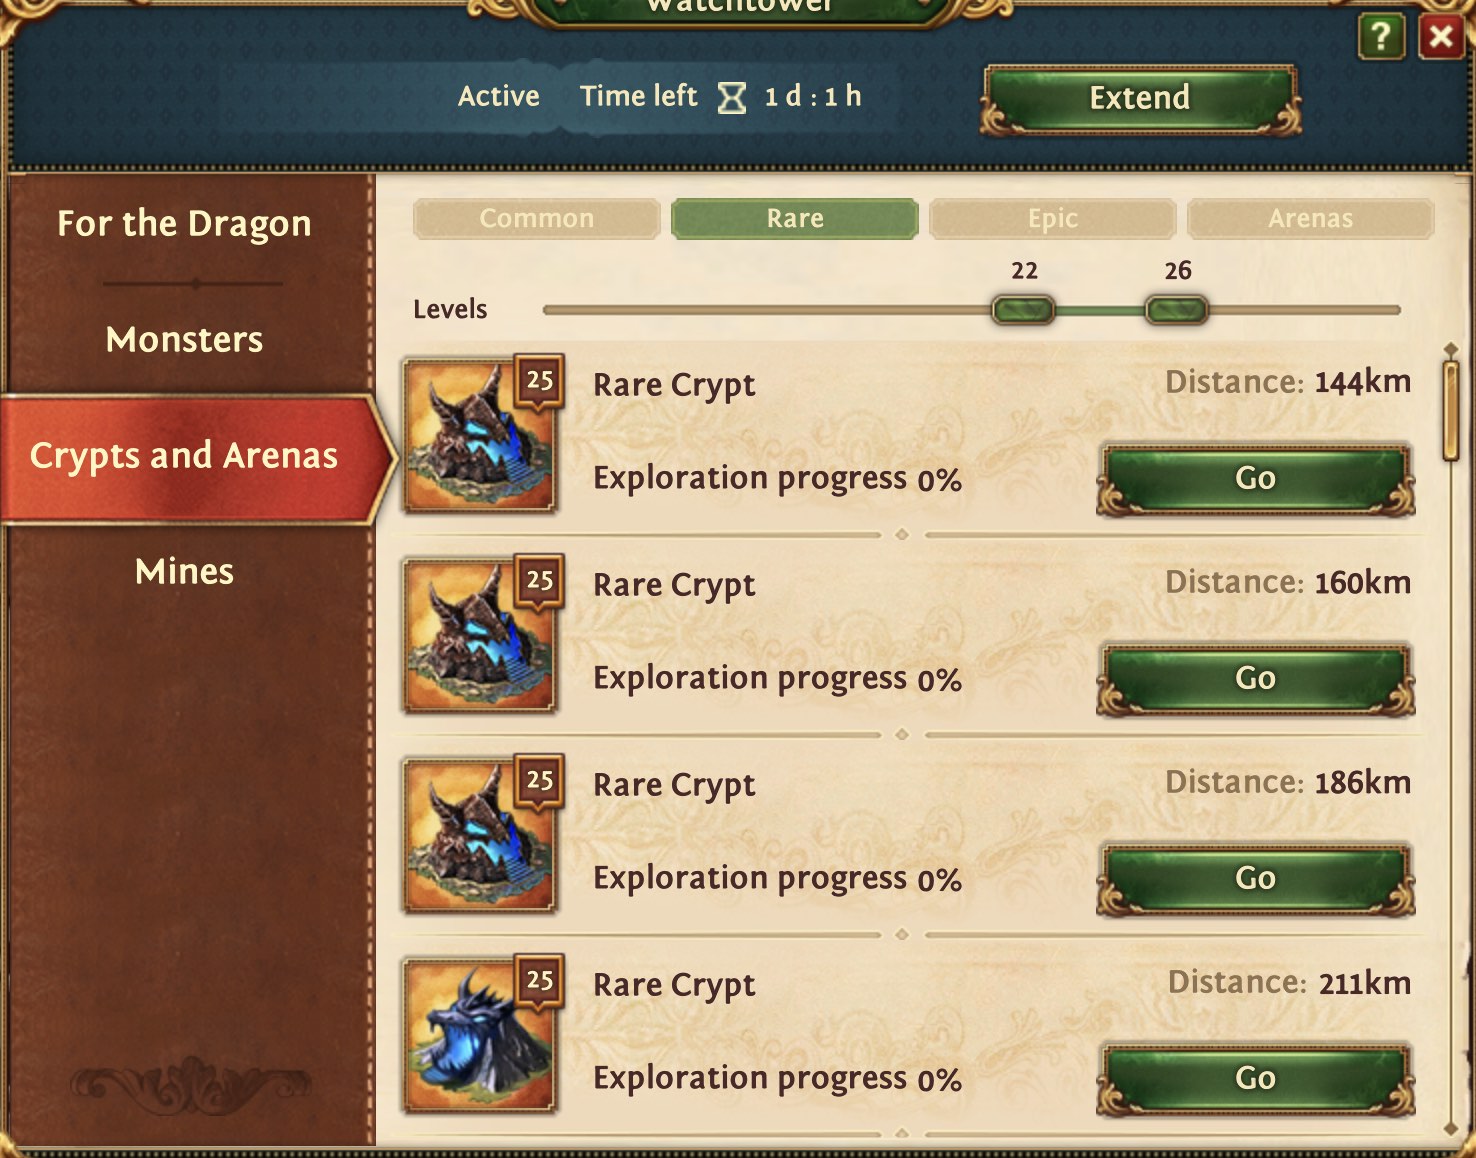 Watchtower
?
Active Time left 1 d : 1 h
Extend
For the Dragon
Monsters
Crypts and Arenas
Mines
Common Rare Epic Arenas
22 26
Levels
25
Rare Crypt
Distance: 144km
Exploration progress 0%
Go
25
Rare Crypt
Distance: 160km
Exploration progress 0%
Go
25
Rare Crypt
Distance: 186km
Exploration progress 0%
Go
25
Rare Crypt
Distance: 211km
Exploration progress 0%
Go